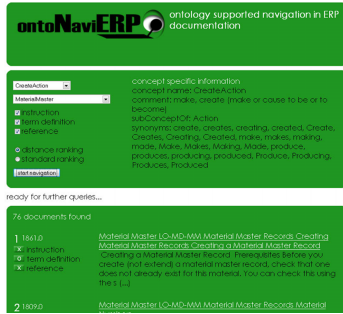 ontoNaviERP
ontology supported navigation in ERP
documentation
CreateAction
MaterialMaster
instruction
term definition
reference
distance ranking
standard ranking
start navigation
concept specific information
concept name: CreateAction
comment: make, create (make or cause to be or to
become)
subConceptOf: Action
synonyms: create, creates, creating, created, Create,
Creates, Creating, Created, make, makes, making,
made, Make, Makes, Making, Made, produce,
produces, producing, produced, Produce, Producing,
Produces, Produced
ready for further queries...
76 documents found
1 1861,0
instruction
term definition
reference
Material Master LO-MD-MM Material Master Records Creating
Material Master Records Creating a Material Master Record
Creating a Material Master Record Prerequisites Before you
create (not extend) a material master record, check that one
does not already exist for this material. You can check this using
the s (...)
2 1809,0
Material Master LO-MD-MM Material Master Records Material